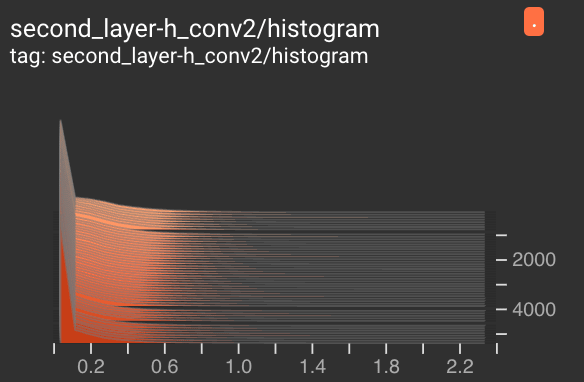 second_layer-h_conv2/histogram
.
tag: second_layer-h_conv2/histogram
2000
4000
0.2 0.6 1.0 1.4 1.8 2.2